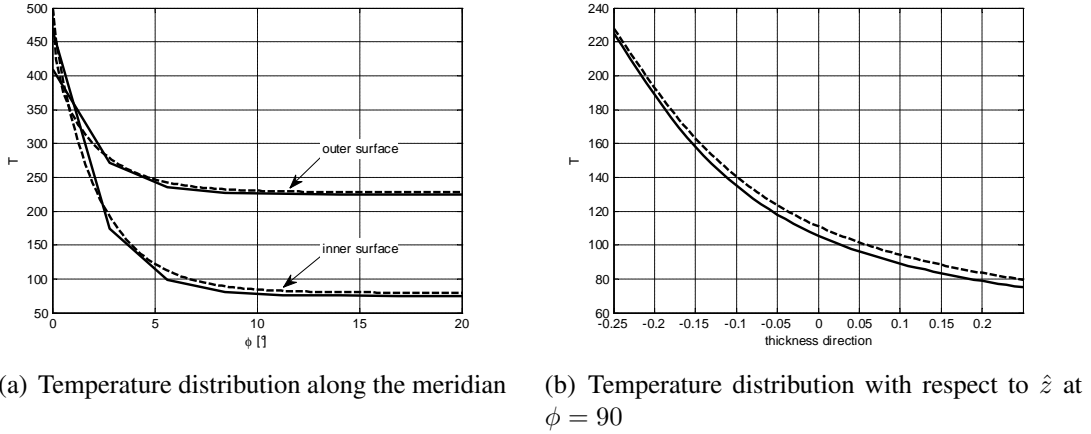 500
450
400
350
300
250
200
150
100
50
T
outer surface
inner surface
0 5 10 15 20
ϕ [°]
240
220
200
180
160
140
120
100
80
60
T
-0.25 -0.2 -0.15 -0.1 -0.05 0 0.05 0.1 0.15 0.2
thickness direction
(a) Temperature distribution along the meridian
(b) Temperature distribution with respect to ẑ at
ϕ = 90